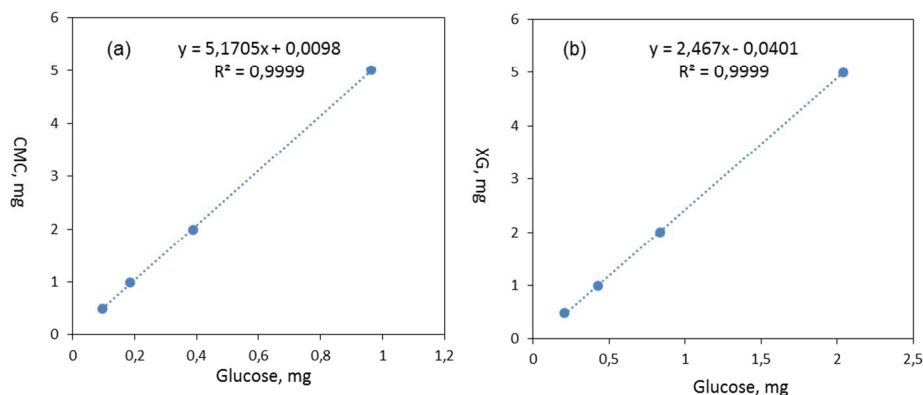 (a)
y = 5,1705x + 0,0098
R² = 0,9999
CMC, mg
6
5
4
3
2
1
0
0 0,2 0,4 0,6 0,8 1 1,2
Glucose, mg
(b)
y = 2,467x - 0,0401
R² = 0,9999
XG, mg
6
5
4
3
2
1
0
0 0,5 1 1,5 2 2,5
Glucose, mg